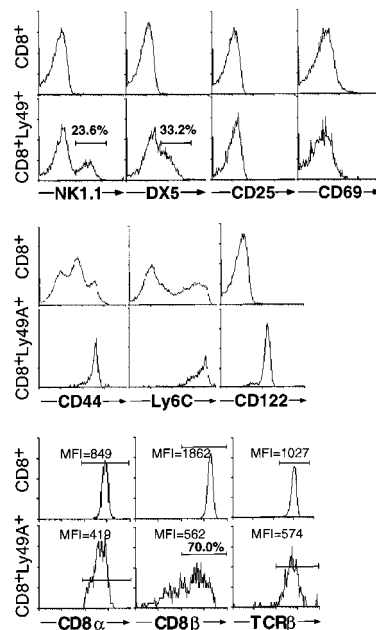 CD8+
CD8+Ly49+
23.6%
33.2%
NK1.1
DX5
CD25
CD69
CD8+
CD8+Ly49A+
CD44
Ly6C
CD122
CD8+
MFI=849
MFI=1862
MFI=1027
CD8+Ly49A+
MFI=419
MFI=562
MFI=574
70.0%
CD8α
CD8β
TCRβ